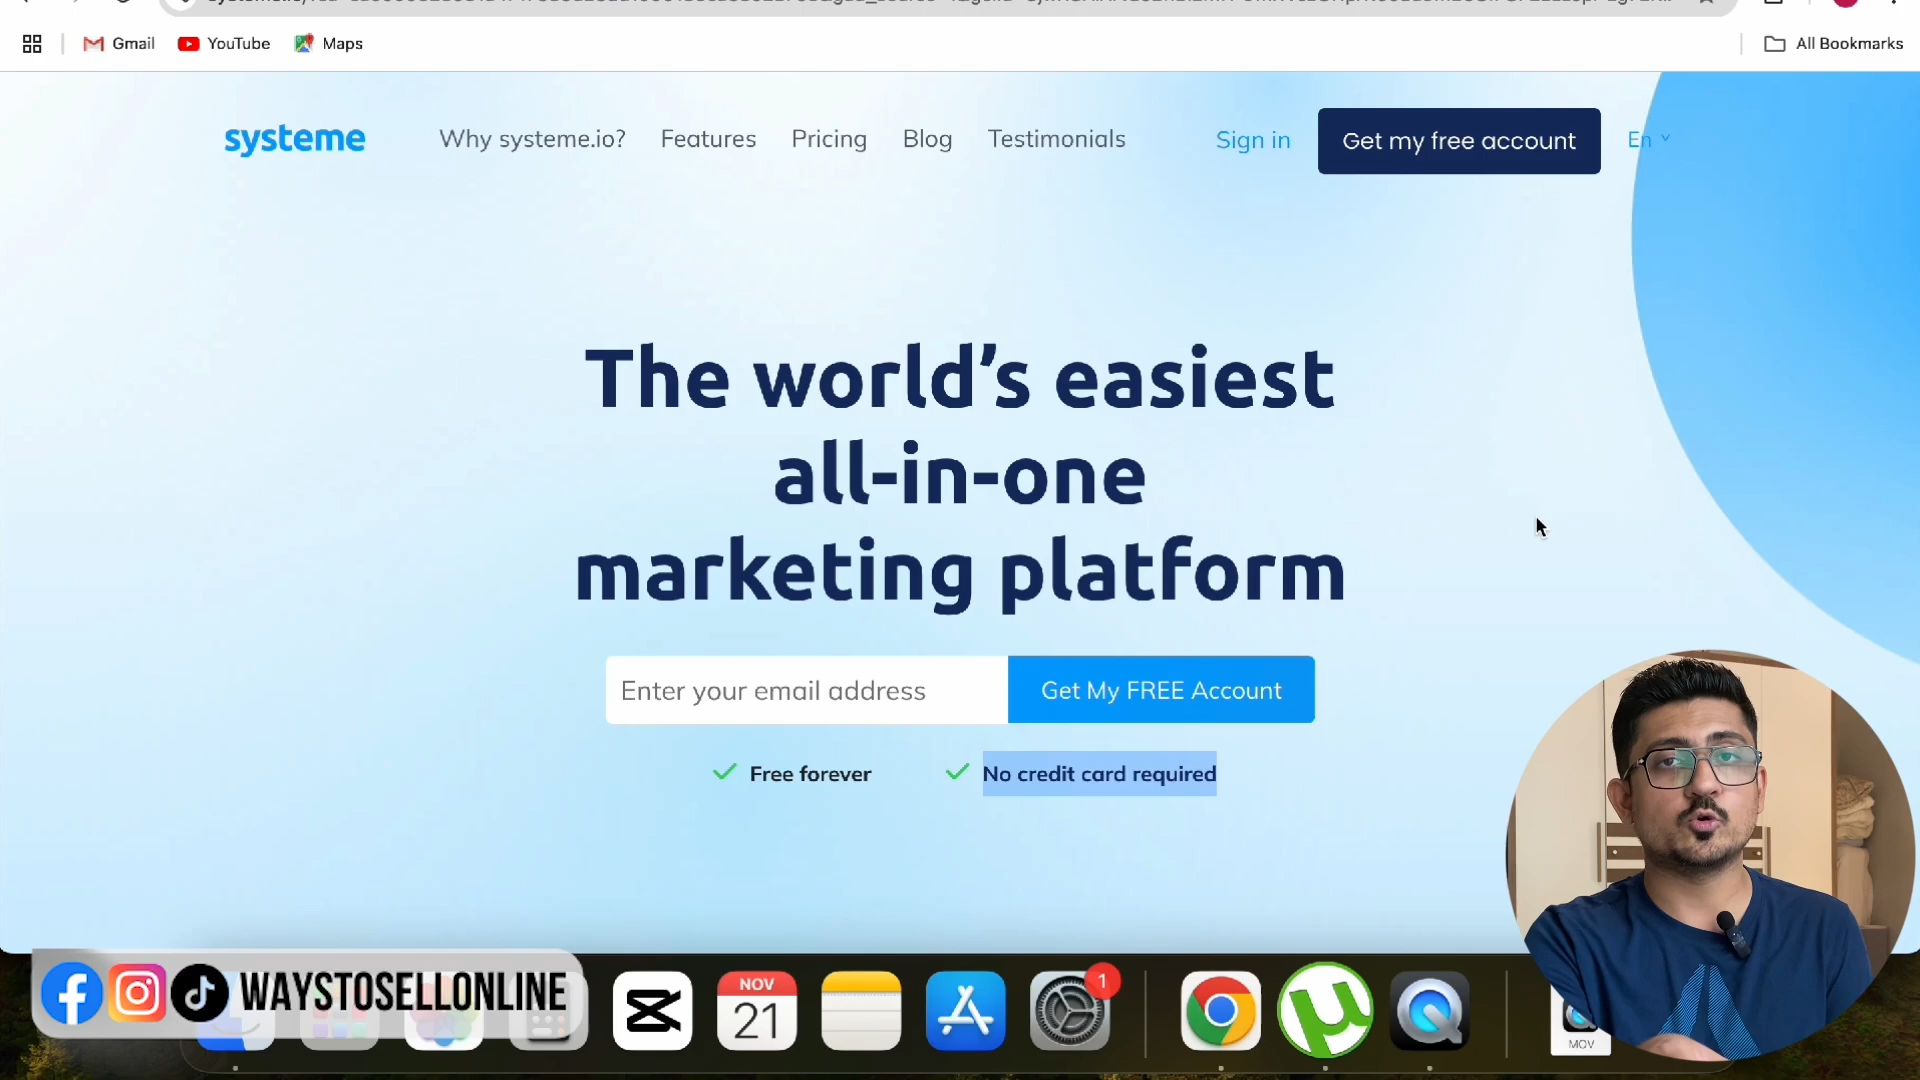 Gmail
YouTube
Maps
All Bookmarks
systeme
Why systeme.io?
Features
Pricing
Blog
Testimonials
Sign in
Get my free account
En
The world's easiest
all-in-one
marketing platform
Enter your email address
Get My FREE Account
Free forever
No credit card required
WAYSTOSELLONLINE
NOV
21
1
MOV